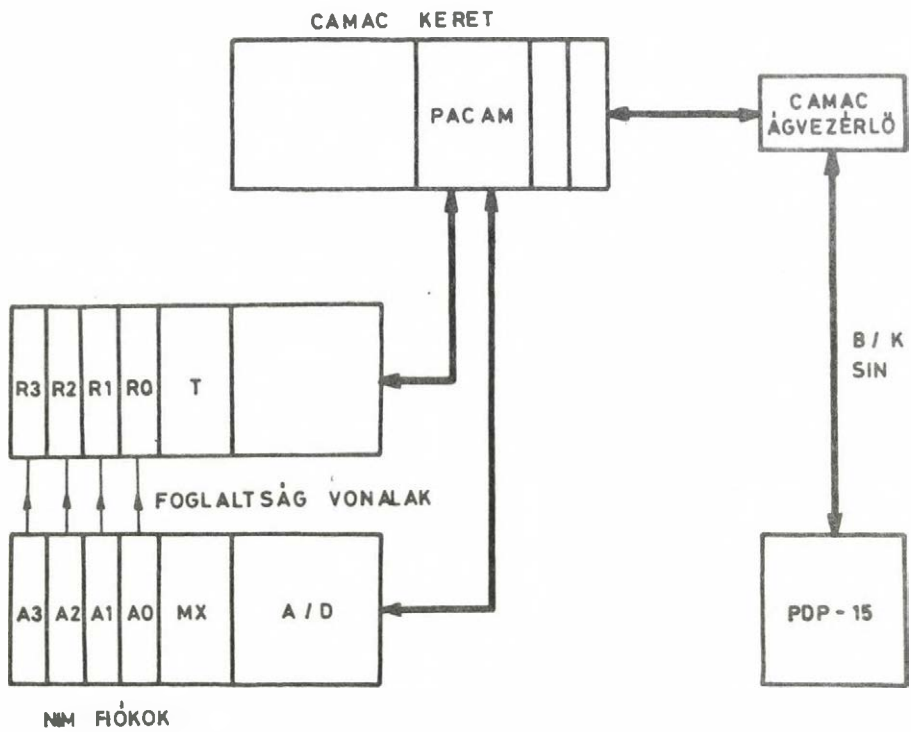 CAMAC KERET
PACAM
CAMAC
ÁGVEZÉRLŐ
B / K
SIN
R3 R2 R1 R0 T
FOGLALTSÁG VONALAK
A3 A2 A1 A0 MX A / D
PDP - 15
NIM FIÓKOK